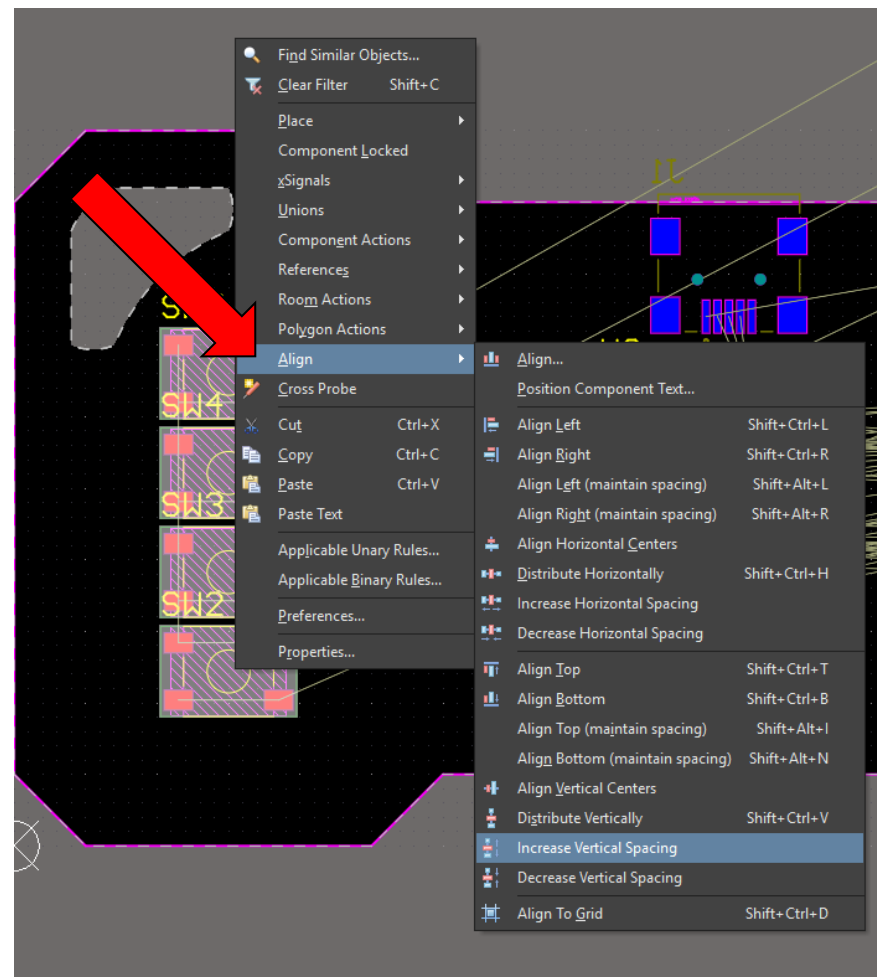 Find Similar Objects...
Clear Filter Shift+C
Place
Component Locked
xSignals
Unions
Component Actions
References
Room Actions
Polygon Actions
Align
Cross Probe
Cut Ctrl+X
Copy Ctrl+C
Paste Ctrl+V
Paste Text
Applicable Unary Rules...
Applicable Binary Rules...
Preferences...
Properties...
Align...
Position Component Text...
Align Left Shift+Ctrl+L
Align Right Shift+Ctrl+R
Align Left (maintain spacing) Shift+Alt+L
Align Right (maintain spacing) Shift+Alt+R
Align Horizontal Centers
Distribute Horizontally Shift+Ctrl+H
Increase Horizontal Spacing
Decrease Horizontal Spacing
Align Top Shift+Ctrl+T
Align Bottom Shift+Ctrl+B
Align Top (maintain spacing) Shift+Alt+I
Align Bottom (maintain spacing) Shift+Alt+N
Align Vertical Centers
Distribute Vertically Shift+Ctrl+V
Increase Vertical Spacing
Decrease Vertical Spacing
Align To Grid Shift+Ctrl+D
SW4
SW3
SW2
J1